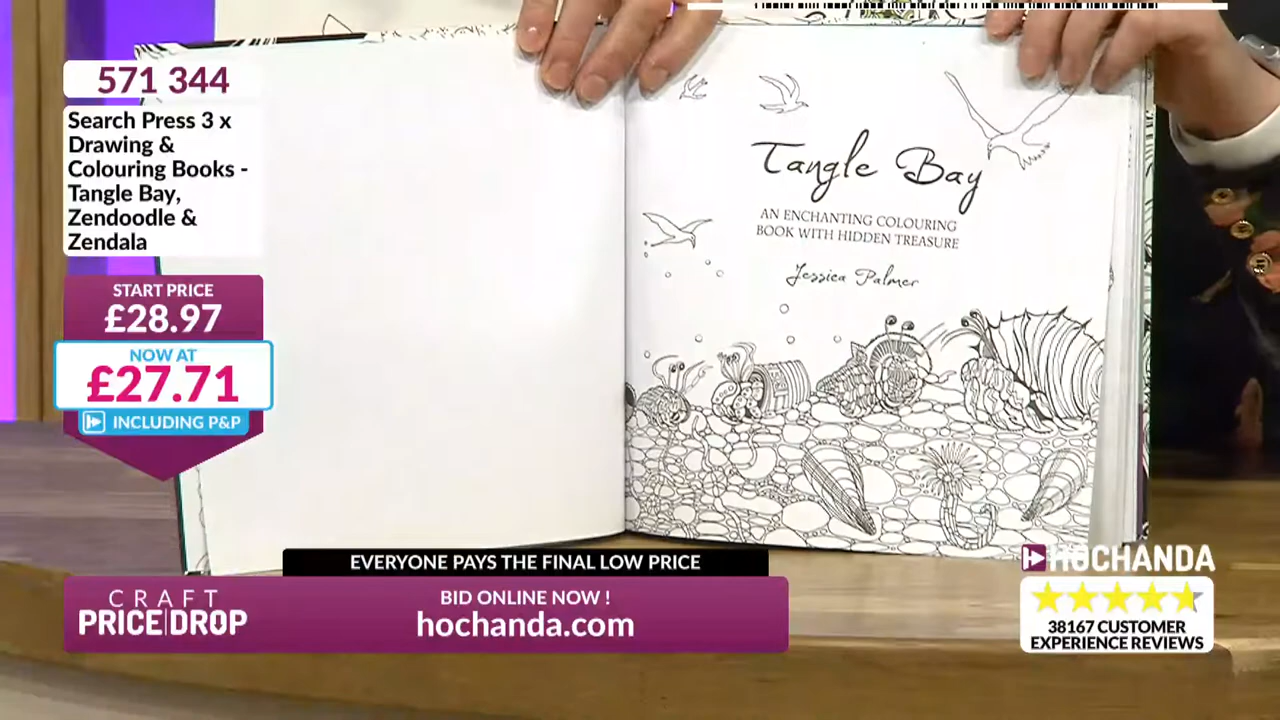 571 344
Search Press 3 x
Drawing &
Colouring Books -
Tangle Bay,
Zendoodle &
Zendala
START PRICE
£28.97
NOW AT
£27.71
INCLUDING P&P
Tangle Bay
AN ENCHANTING COLOURING
BOOK WITH HIDDEN TREASURE
Jessica Palmer
EVERYONE PAYS THE FINAL LOW PRICE
CRAFT
PRICE DROP
BID ONLINE NOW !
hochanda.com
HOCHANDA
38167 CUSTOMER
EXPERIENCE REVIEWS